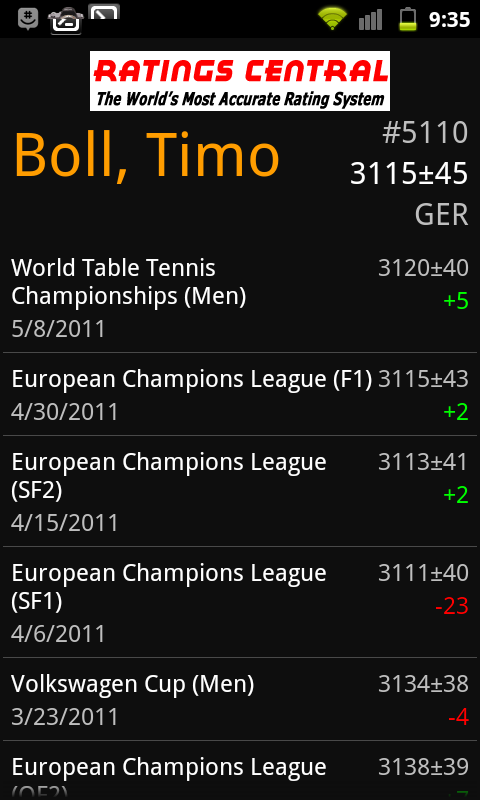 9:35
RATINGS CENTRAL
The World's Most Accurate Rating System
Boll, Timo
#5110
3115±45
GER
World Table Tennis
Championships (Men)
3120±40
+5
5/8/2011
European Champions League (F1) 3115±43
4/30/2011
+2
European Champions League
(SF2)
3113±41
+2
4/15/2011
European Champions League
(SF1)
3111±40
-23
4/6/2011
Volkswagen Cup (Men)
3134±38
3/23/2011
-4
European Champions League
3138±39